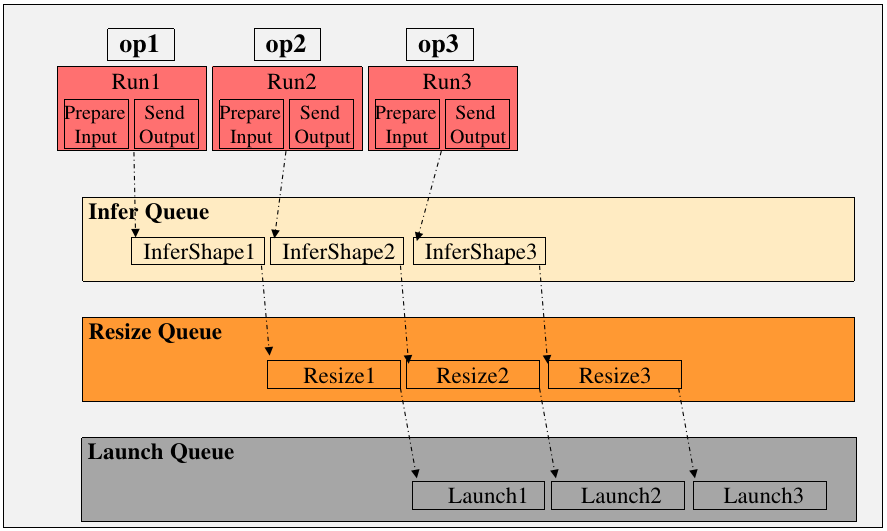 op1 op2 op3
Run1 Run2 Run3
Prepare Send Prepare Send Prepare Send
Input Output Input Output Input Output
Infer Queue
InferShape1 InferShape2 InferShape3
Resize Queue
Resize1 Resize2 Resize3
Launch Queue
Launch1 Launch2 Launch3